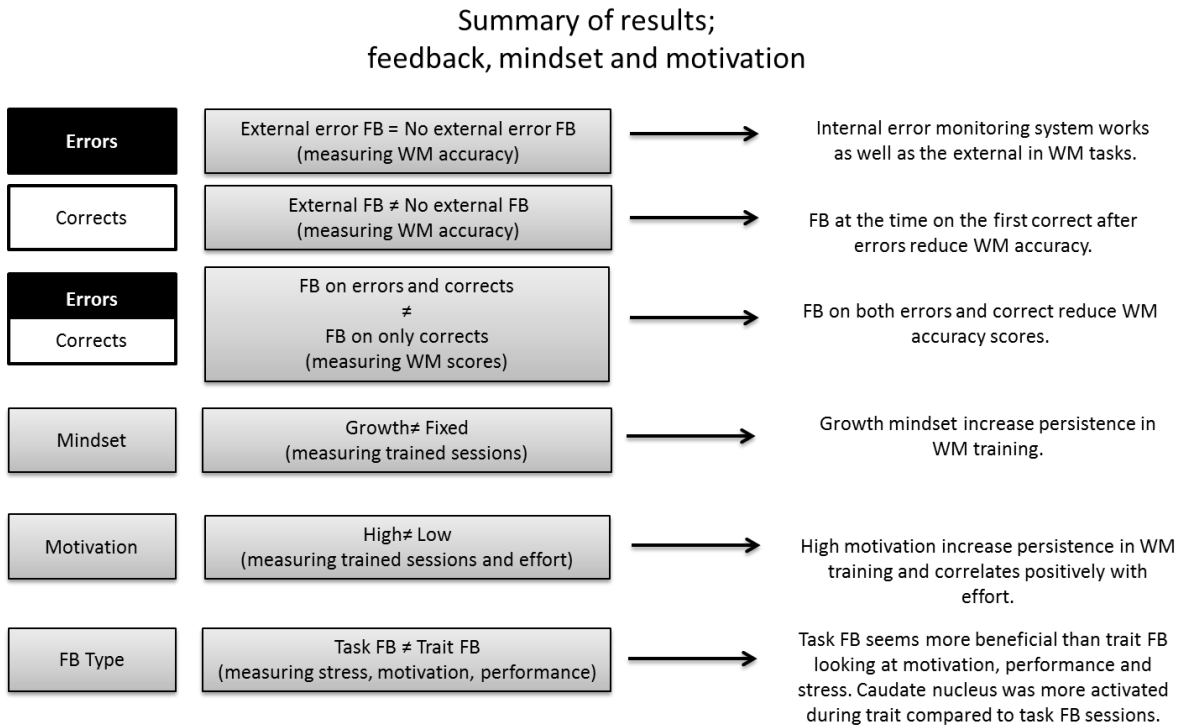 Summary of results;
feedback, mindset and motivation
Errors
External error FB = No external error FB
(measuring WM accuracy)
Internal error monitoring system works
as well as the external in WM tasks.
Corrects
External FB ≠ No external FB
(measuring WM accuracy)
FB at the time on the first correct after
errors reduce WM accuracy.
Errors
Corrects
FB on errors and corrects
≠
FB on only corrects
(measuring WM scores)
FB on both errors and correct reduce WM
accuracy scores.
Mindset
Growth≠ Fixed
(measuring trained sessions)
Growth mindset increase persistence in
WM training.
Motivation
High≠ Low
(measuring trained sessions and effort)
High motivation increase persistence in WM
training and correlates positively with
effort.
FB Type
Task FB ≠ Trait FB
(measuring stress, motivation, performance)
Task FB seems more beneficial than trait FB
looking at motivation, performance and
stress. Caudate nucleus was more activated
during trait compared to task FB sessions.